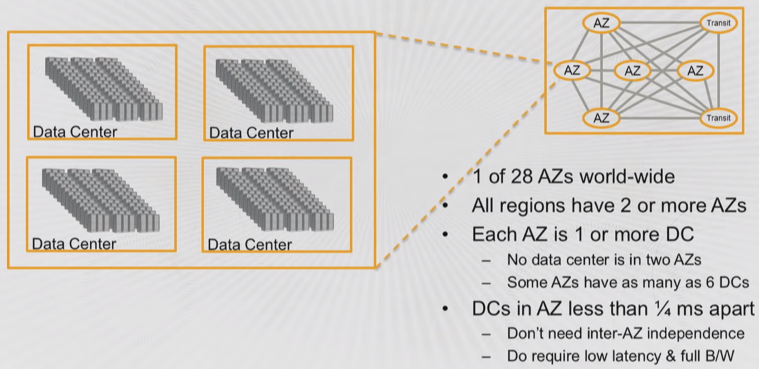 Data Center
Data Center
Data Center
Data Center
AZ
Transit
AZ
AZ
AZ
AZ
Transit
• 1 of 28 AZs world-wide
• All regions have 2 or more AZs
• Each AZ is 1 or more DC
– No data center is in two AZs
– Some AZs have as many as 6 DCs
• DCs in AZ less than ¼ ms apart
– Don't need inter-AZ independence
– Do require low latency & full B/W